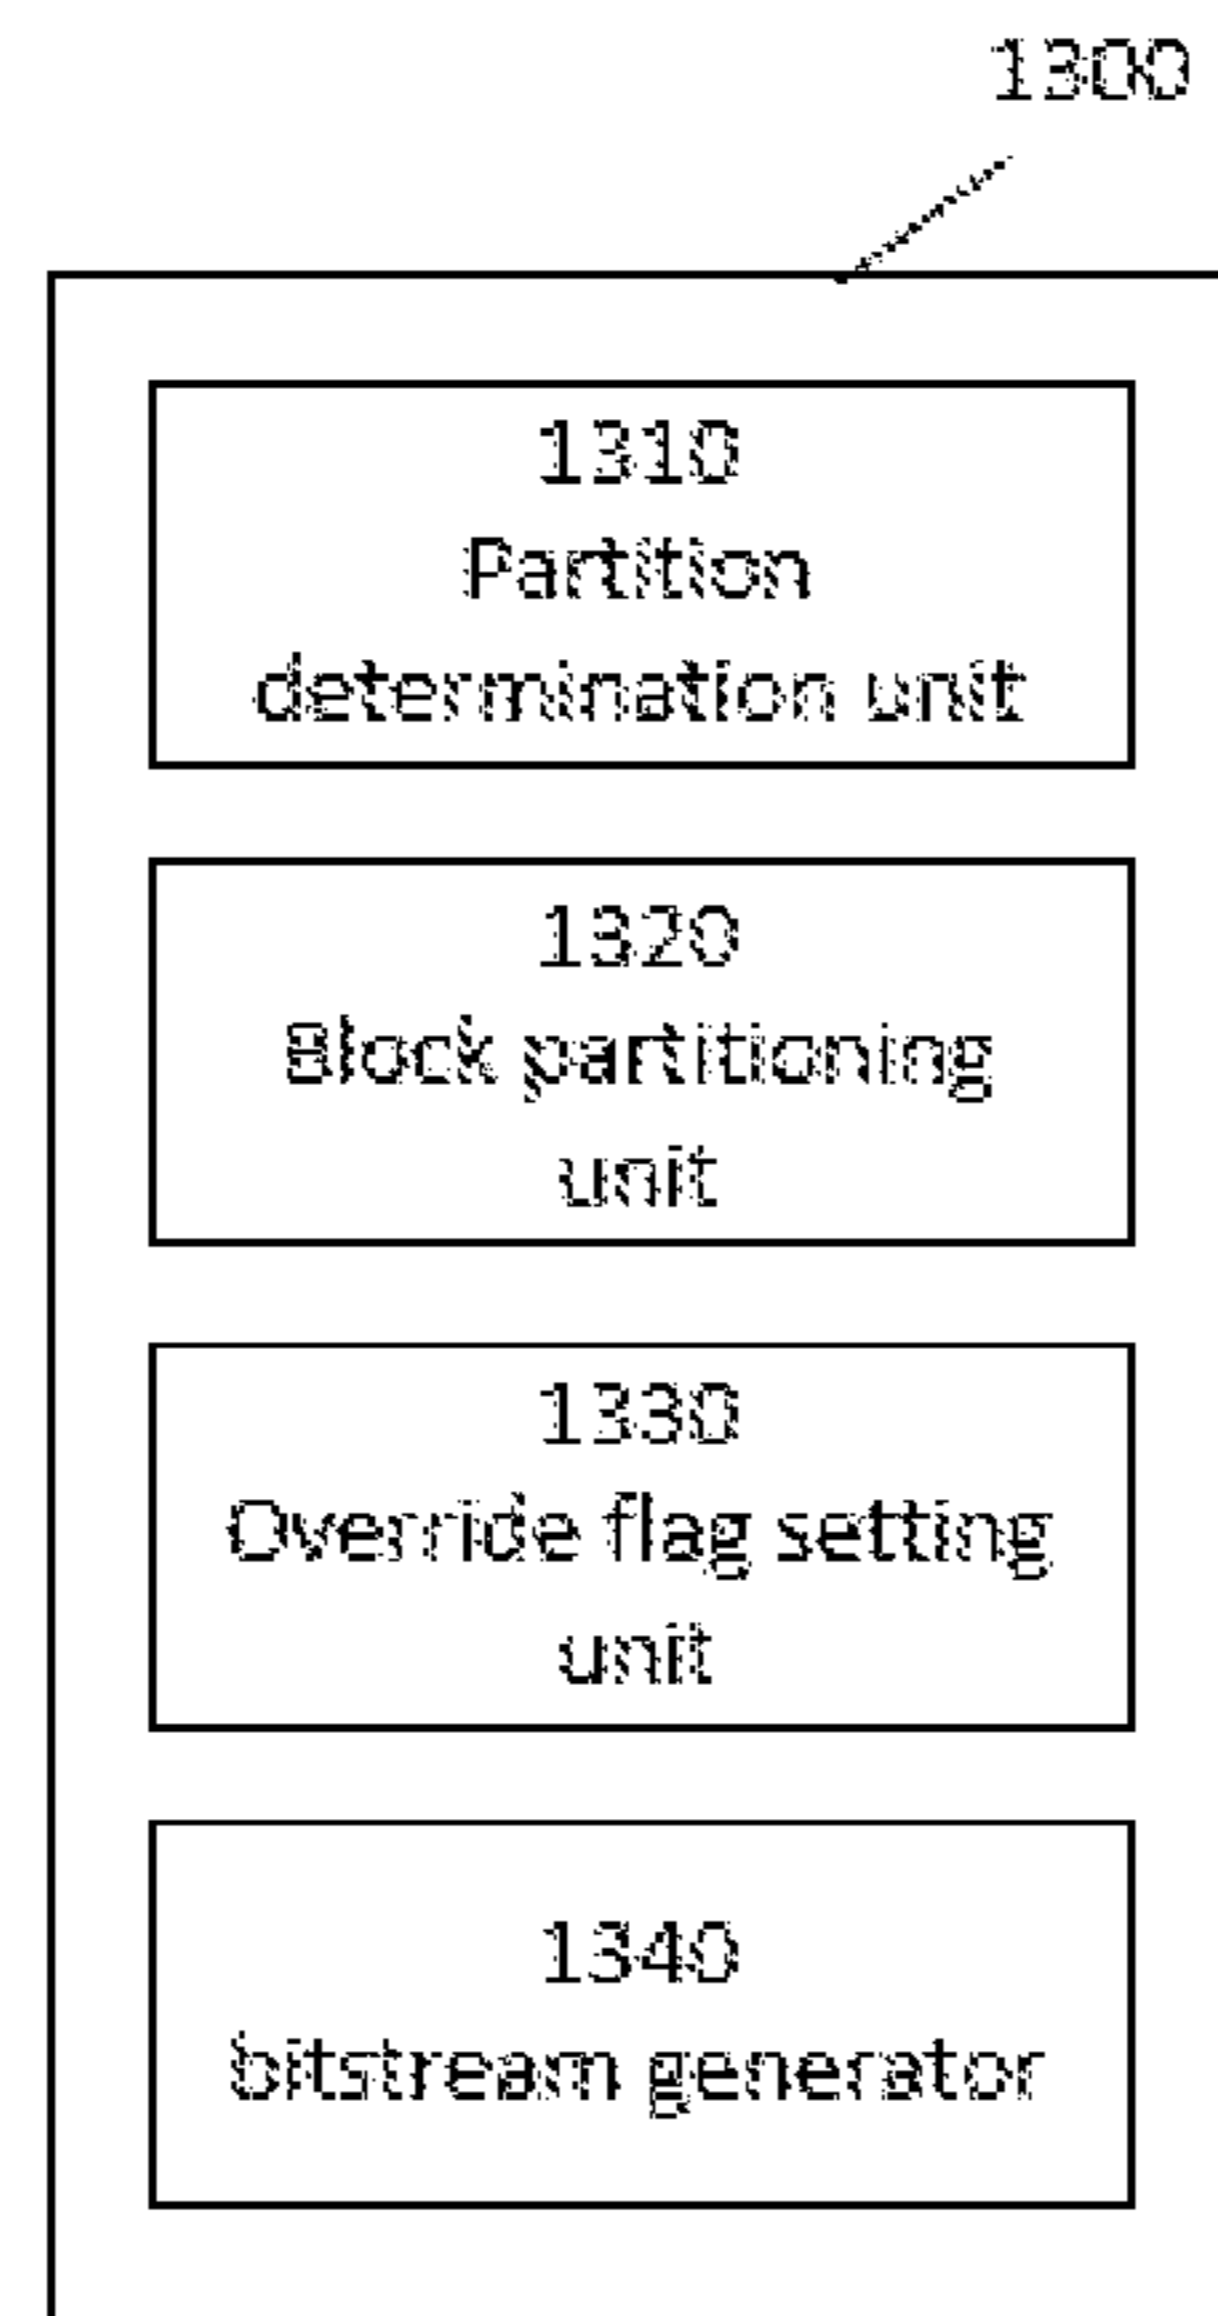 1300
1310
Partition
determination unit
1320
Block partitioning
unit
1330
Override flag setting
unit
1340
bitstream generator